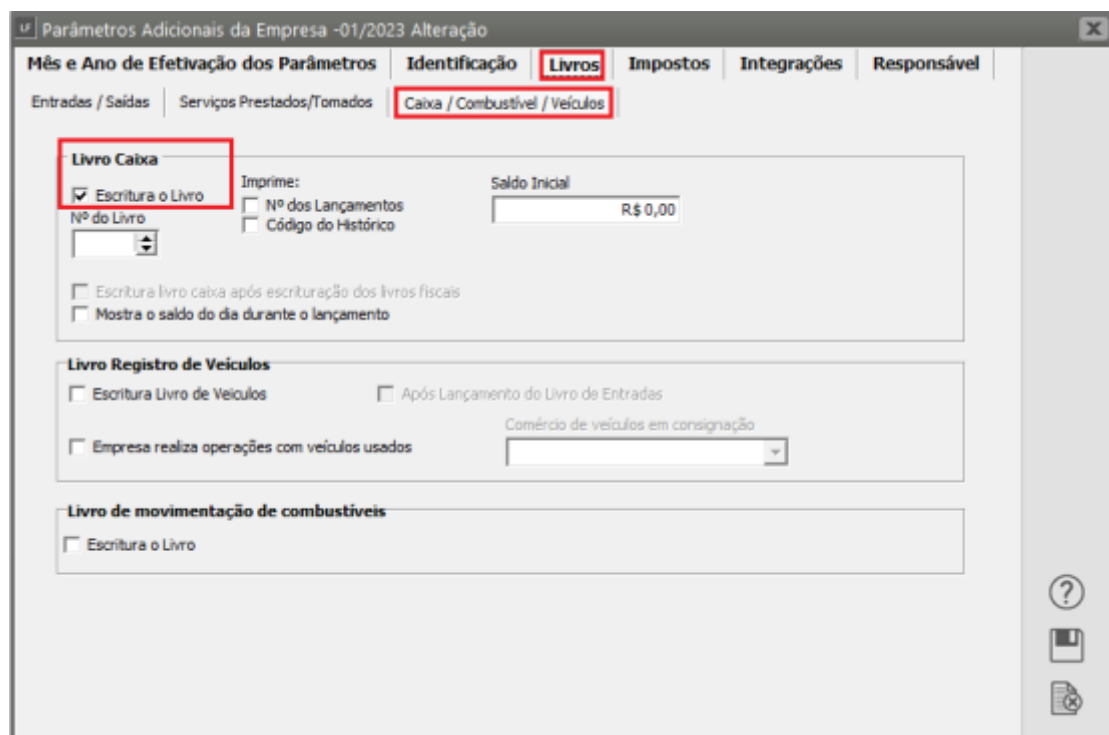 LF Parâmetros Adicionais da Empresa -01/2023 Alteração
Mês e Ano de Efetivação dos Parâmetros Identificação Livros Impostos Integrações Responsável
Entradas / Saídas Serviços Prestados/Tomados Caixa / Combustível / Veículos
Livro Caixa
Escritura o Livro
Imprime:
Nº dos Lançamentos
Código do Histórico
Saldo Inicial
R$ 0,00
Nº do Livro
Escritura livro caixa após escrituração dos livros fiscais
Mostra o saldo do dia durante o lançamento
Livro Registro de Veículos
Escritura Livro de Veiculos Após Lançamento do Livro de Entradas
Comércio de veículos em consignação
Empresa realiza operações com veículos usados
Livro de movimentação de combustíveis
Escritura o Livro